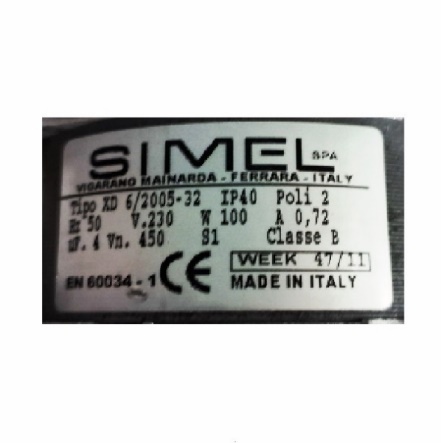 SIMEL SPA
VIGARANO MAINARDA - FERRARA - ITALY
Tipo XD 6/2005-32 IP40 Poli 2
Hz 50 V.230 W 100 A 0,72
uF. 4 Vn. 450 S1 Classe B
WEEK 47/11
EN 60034 - 1 CE MADE IN ITALY